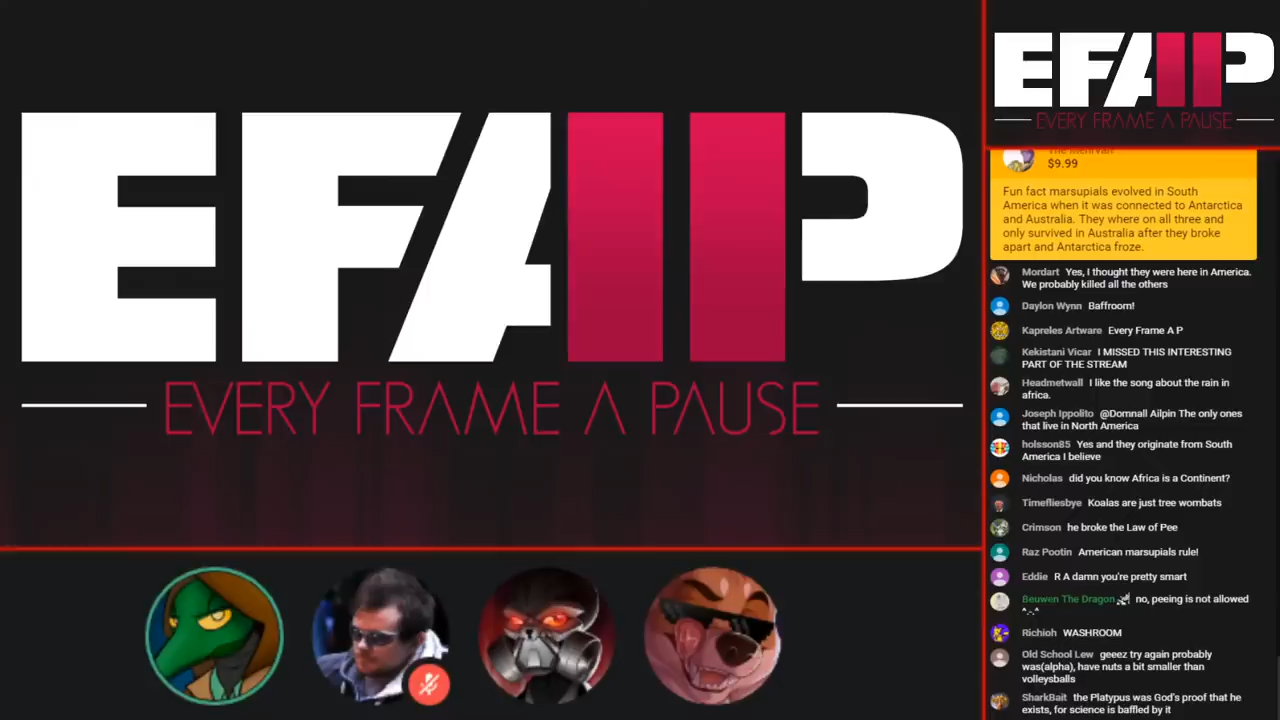 EFAP
EVERY FRAME A PAUSE
EFAP
EVERY FRAME A PAUSE
$9.99
Fun fact marsupials evolved in South
America when it was connected to Antarctica
and Australia. They where on all three and
only survived in Australia after they broke
apart and Antarctica froze.
Mordart Yes, I thought they were here in America.
We probably killed all the others
Daylon Wynn Baffroom!
Kapreles Artware Every Frame A P
Kekistani Vicar I MISSED THIS INTERESTING
PART OF THE STREAM
Headmetwall I like the song about the rain in
africa.
Joseph Ippolito @Domnall Ailpin The only ones
that live in North America
holsson85 Yes and they originate from South
America I believe
Nicholas did you know Africa is a Continent?
Timefliesbye Koalas are just tree wombats
Crimson he broke the Law of Pee
Raz Pootin American marsupials rule!
Eddie R A damn you're pretty smart
Beuwen The Dragon no, peeing is not allowed
^-.-^
Richioh WASHROOM
Old School Lew geeez try again probably
was(alpha), have nuts a bit smaller than
volleysballs
SharkBait the Platypus was God's proof that he
exists, for science is baffled by it